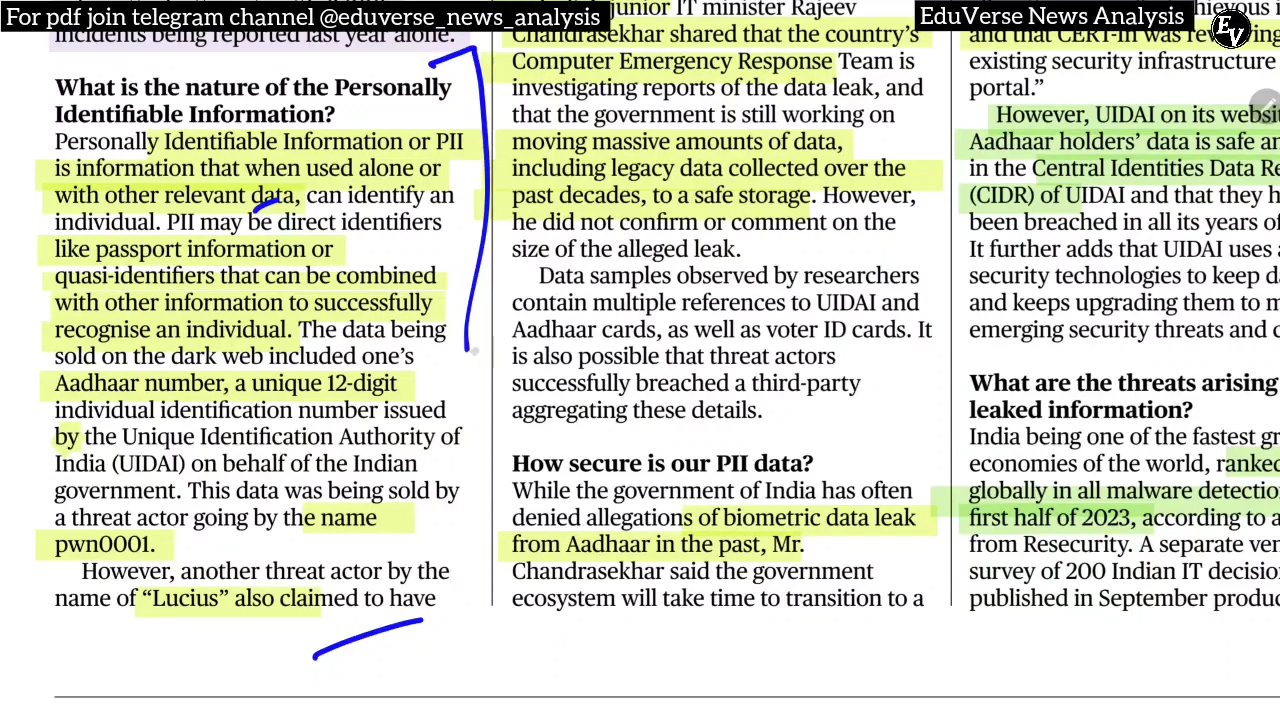 For pdf join telegram channel @eduverse_news_analysis
EduVerse News Analysis
EV
incidents being reported last year alone.
What is the nature of the Personally
Identifiable Information?
Personally Identifiable Information or PII
is information that when used alone or
with other relevant data, can identify an
individual. PII may be direct identifiers
like passport information or
quasi-identifiers that can be combined
with other information to successfully
recognise an individual. The data being
sold on the dark web included one’s
Aadhaar number, a unique 12-digit
individual identification number issued
by the Unique Identification Authority of
India (UIDAI) on behalf of the Indian
government. This data was being sold by
a threat actor going by the name
pwn0001.
However, another threat actor by the
name of “Lucius” also claimed to have
junior IT minister Rajeev
Chandrasekhar shared that the country’s
Computer Emergency Response Team is
investigating reports of the data leak, and
that the government is still working on
moving massive amounts of data,
including legacy data collected over the
past decades, to a safe storage. However,
he did not confirm or comment on the
size of the alleged leak.
Data samples observed by researchers
contain multiple references to UIDAI and
Aadhaar cards, as well as voter ID cards. It
is also possible that threat actors
successfully breached a third-party
aggregating these details.
How secure is our PII data?
While the government of India has often
denied allegations of biometric data leak
from Aadhaar in the past, Mr.
Chandrasekhar said the government
ecosystem will take time to transition to a
and that CERT-In was
existing security infrastructure
portal.”
However, UIDAI on its
Aadhaar holders’ data is safe
in the Central Identities Data
(CIDR) of UIDAI and that they
been breached in all its years of
It further adds that UIDAI uses
security technologies to keep
and keeps upgrading them to
emerging security threats and
What are the threats arising
leaked information?
India being one of the fastest
economies of the world, ranked
globally in all malware
first half of 2023, according to
from Resecurity. A separate
survey of 200 Indian IT
published in September